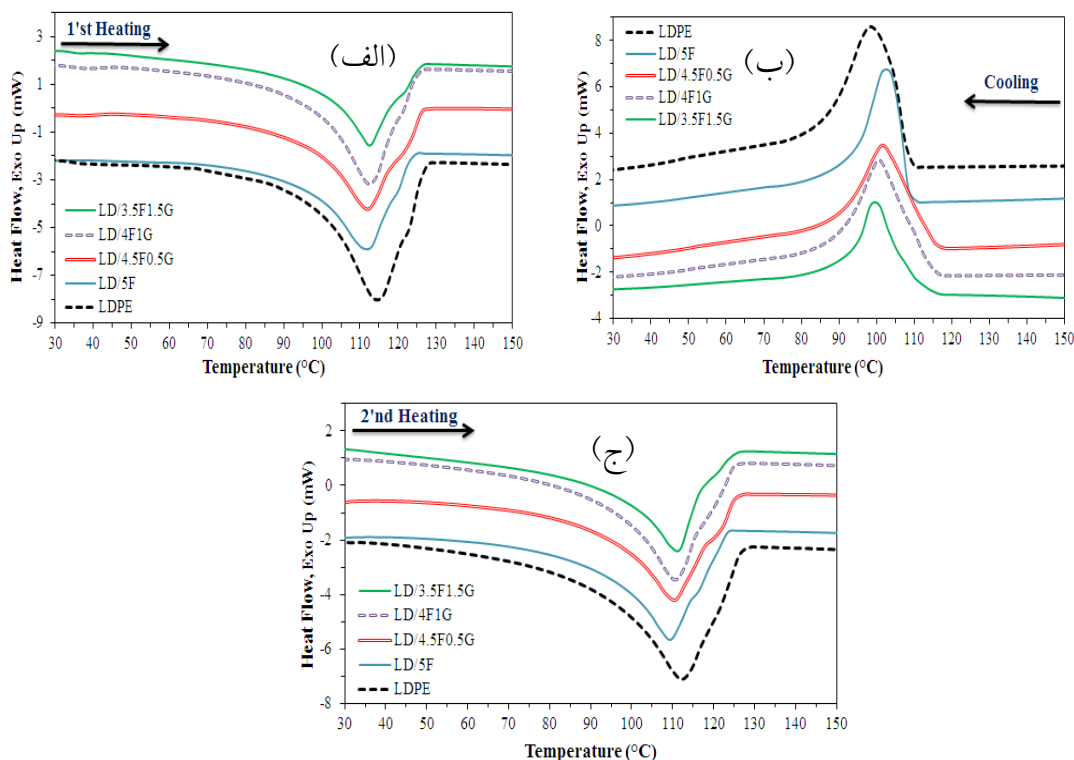 1'st Heating
(الف)
3
1
-1
-3
-5
-7
-9
Heat Flow, Exo Up (mW)
LD/3.5F1.5G
LD/4F1G
LD/4.5F0.5G
LD/5F
LDPE
30 40 50 60 70 80 90 100 110 120 130 140 150
Temperature (°C)
(ب)
Cooling
8
6
4
2
0
-2
-4
Heat Flow, Exo Up (mW)
LDPE
LD/5F
LD/4.5F0.5G
LD/4F1G
LD/3.5F1.5G
30 50 70 90 110 130 150
Temperature (°C)
2'nd Heating
(ج)
2
0
-2
-4
-6
-8
Heat Flow, Exo Up (mW)
LD/3.5F1.5G
LD/4F1G
LD/4.5F0.5G
LD/5F
LDPE
30 40 50 60 70 80 90 100 110 120 130 140 150
Temperature (°C)